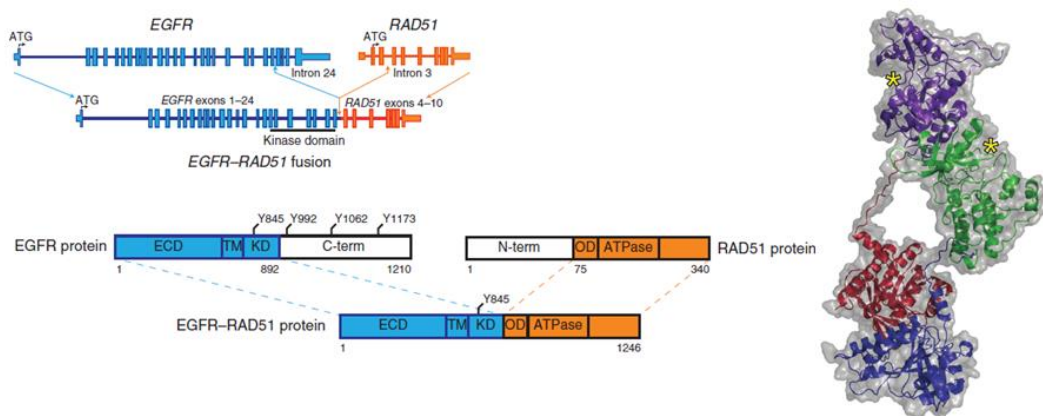 EGFR RAD51
ATG ATG
Intron 24 Intron 3
ATG EGFR exons 1–24 RAD51 exons 4–10
Kinase domain
EGFR–RAD51 fusion
Y845 Y992 Y1062 Y1173
EGFR protein ECD TM KD C-term N-term OD ATPase RAD51 protein
1 892 1210 1 75 340
Y845
EGFR–RAD51 protein ECD TM KD OD ATPase
1 1246
*
*